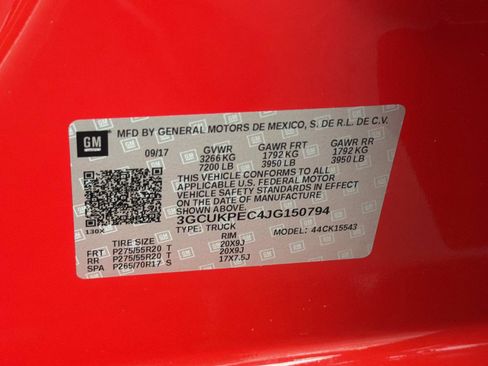 GM
MFD BY GENERAL MOTORS DE MEXICO, S. DE R.L. DE C.V.
09/17 GVWR GAWR FRT GAWR RR
3266 KG 1792 KG 1792 KG
7200 LB 3950 LB 3950 LB
THIS VEHICLE CONFORMS TO ALL
APPLICABLE U.S. FEDERAL MOTOR
VEHICLE SAFETY STANDARDS IN EFFECT
ON THE DATE OF MANUFACTURE SHOWN ABOVE.
3GCUKPEC4JG150794
130X TYPE: TRUCK MODEL: 44CK15543
TIRE SIZE RIM
FRT P275/55R20 T 20X9J
RR P275/55R20 T 20X9J
SPA P265/70R17 S 17X7.5J